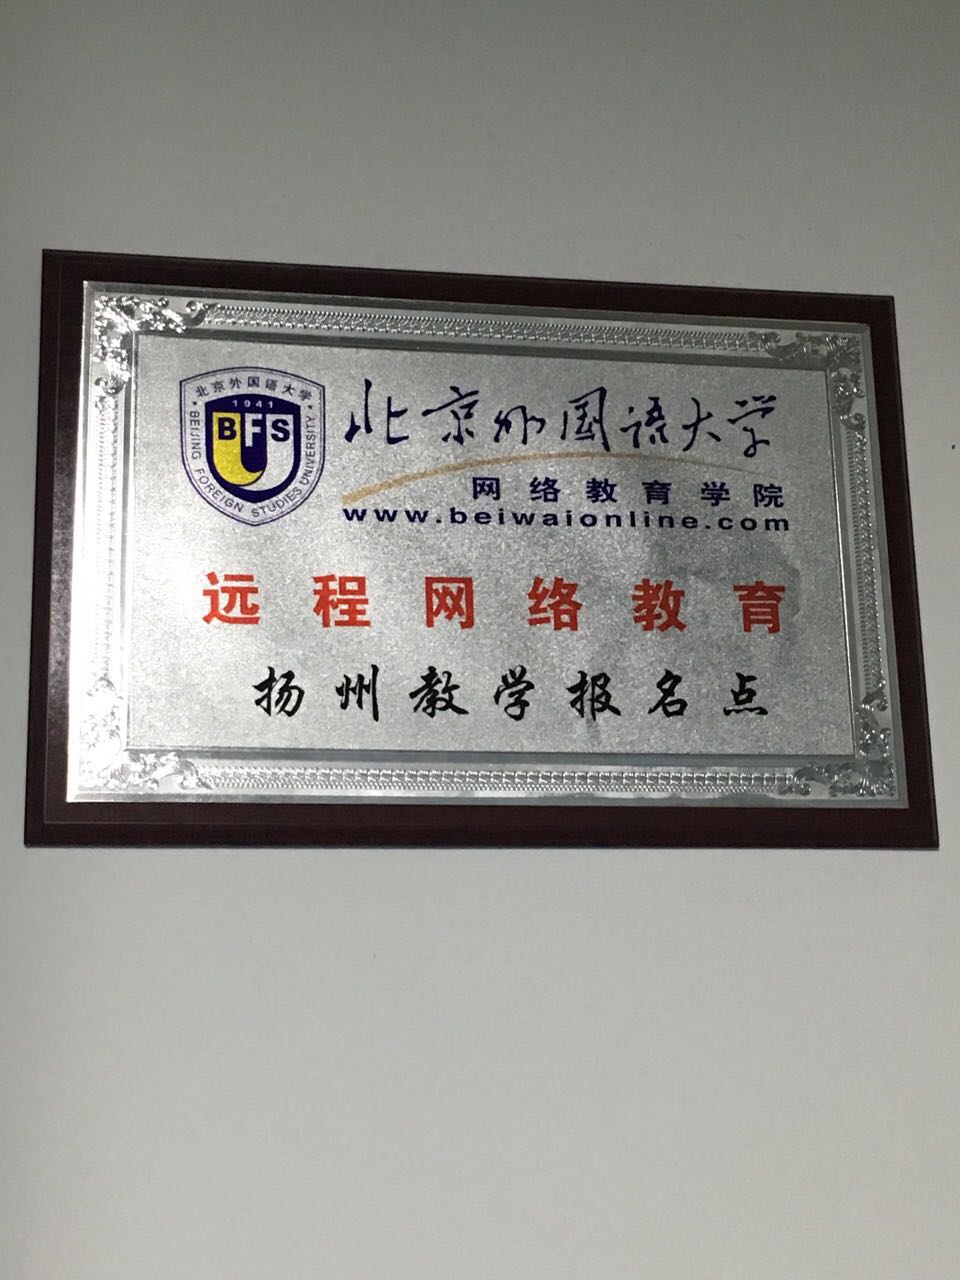 北京外国语大学
1941
BFSU
BEIJING FOREIGN STUDIES UNIVERSITY
北京外国语大学
网络教育学院
www.beiwaionline.com
远程网络教育
扬州教学报名点